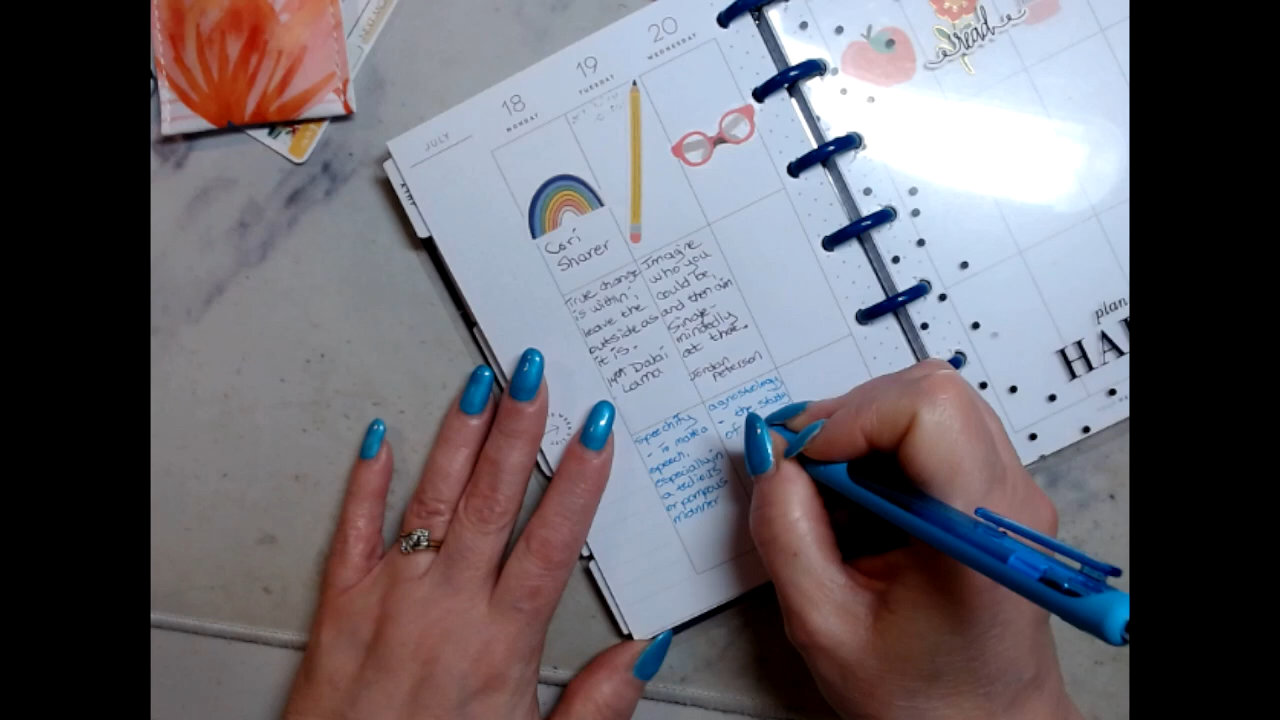 JULY
18
MONDAY
19
TUESDAY
20
WEDNESDAY
Cori
Sharer
True change
is within;
leave the
outside as
it is.
14th Dalai
Lama
Imagine
who you
could be,
and then aim
Single-
mindedly
at that.
Jordan
Peterson
speechify
- to make a
speech,
especially in
a tedious
or pompous
manner
agnostology
- the study
of
read
plan
HA